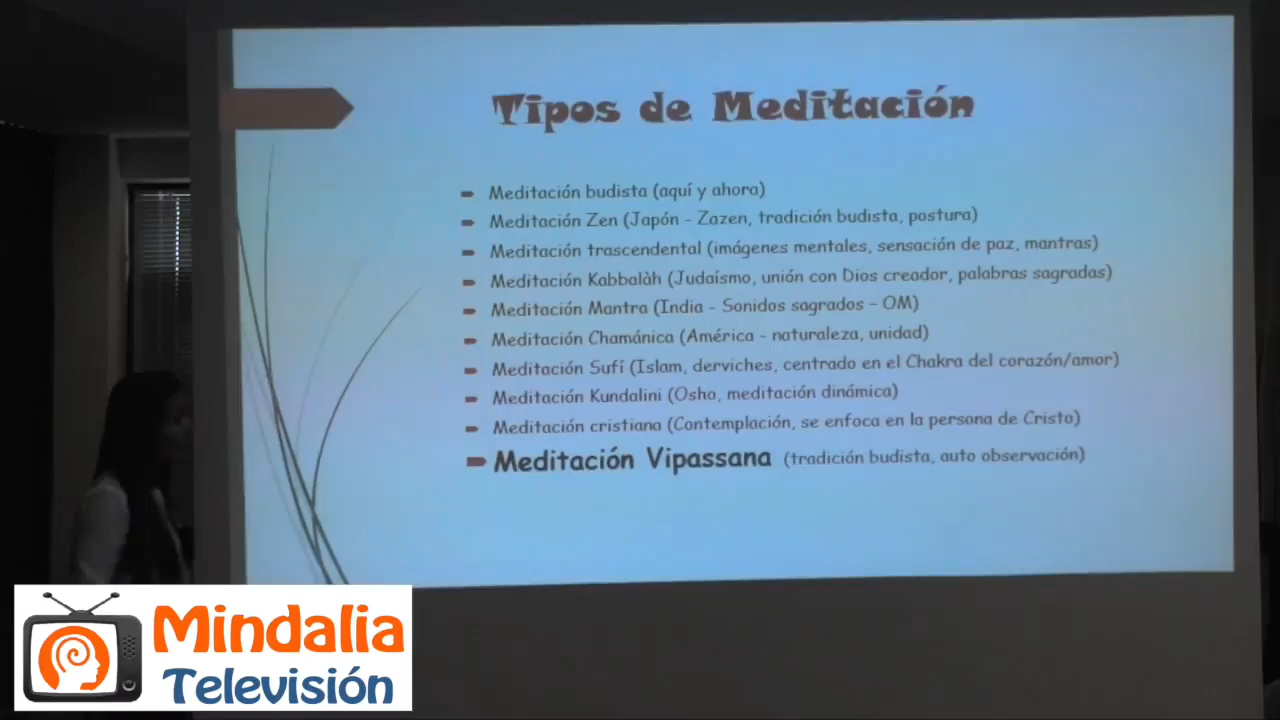 Tipos de Meditación
Meditación budista (aquí y ahora)
Meditación Zen (Japón - Zazen, tradición budista, postura)
Meditación trascendental (imágenes mentales, sensación de paz, mantras)
Meditación Kabbalàh (Judaísmo, unión con Dios creador, palabras sagradas)
Meditación Mantra (India - Sonidos sagrados - OM)
Meditación Chamánica (América - naturaleza, unidad)
Meditación Sufí (Islam, derviches, centrado en el Chakra del corazón/amor)
Meditación Kundalini (Osho, meditación dinámica)
Meditación cristiana (Contemplación, se enfoca en la persona de Cristo)
Meditación Vipassana (tradición budista, auto observación)
Mindalia
Televisión